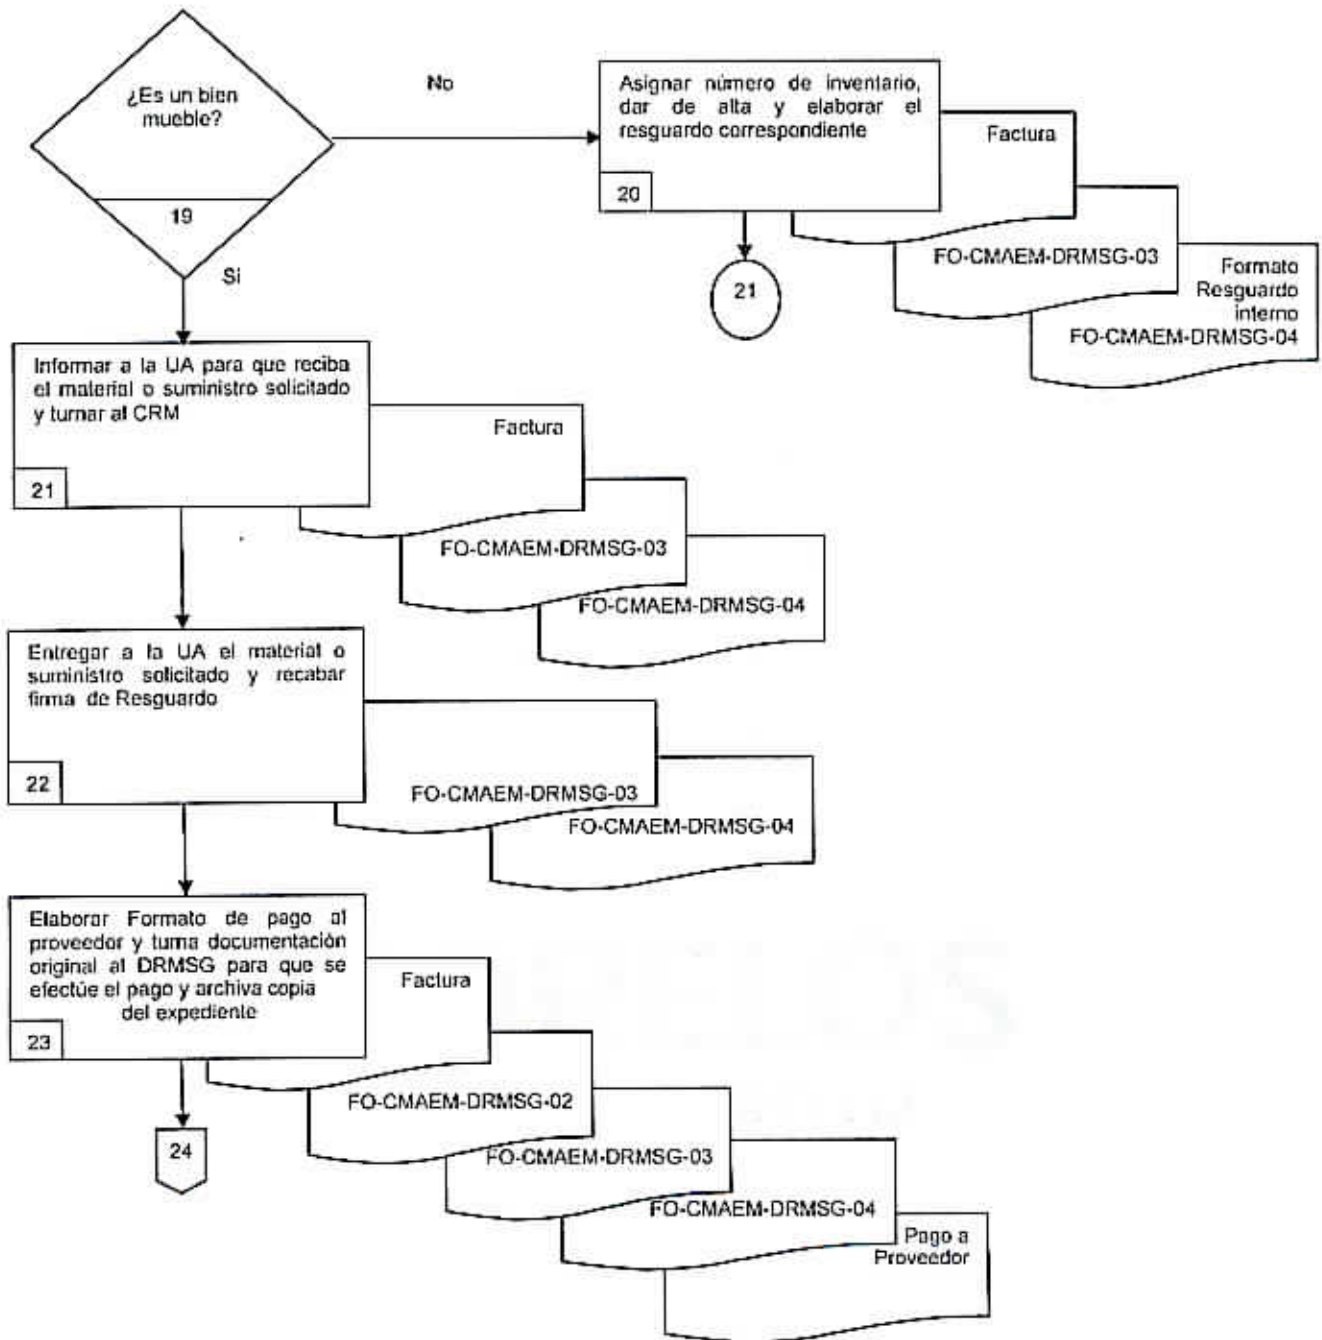 ¿Es un bien
mueble?
19
No
Si
Asignar número de inventario,
dar de alta y elaborar el
resguardo correspondiente
20
Factura
FO-CMAEM-DRMSG-03
Formato
Resguardo
interno
FO-CMAEM-DRMSG-04
21
Informar a la UA para que reciba
el material o suministro solicitado
y turnar al CRM
21
Factura
FO-CMAEM-DRMSG-03
FO-CMAEM-DRMSG-04
Entregar a la UA el material o
suministro solicitado y recabar
firma de Resguardo
22
FO-CMAEM-DRMSG-03
FO-CMAEM-DRMSG-04
Elaborar Formato de pago al
proveedor y turna documentación
original al DRMSG para que se
efectúe el pago y archiva copia
del expediente
23
Factura
FO-CMAEM-DRMSG-02
FO-CMAEM-DRMSG-03
FO-CMAEM-DRMSG-04
Pago a
Proveedor
24